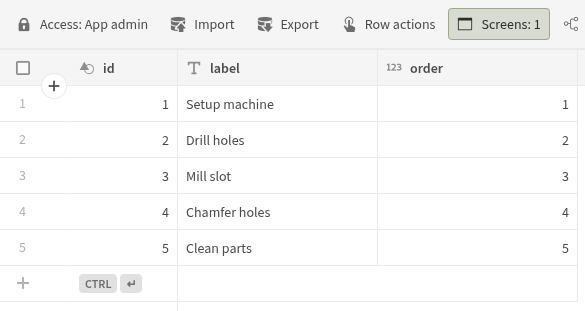 Access: App admin Import Export Row actions Screens: 1
id T label 123 order
1 1 Setup machine 1
2 2 Drill holes 2
3 3 Mill slot 3
4 4 Chamfer holes 4
5 5 Clean parts 5
CTRL ↵